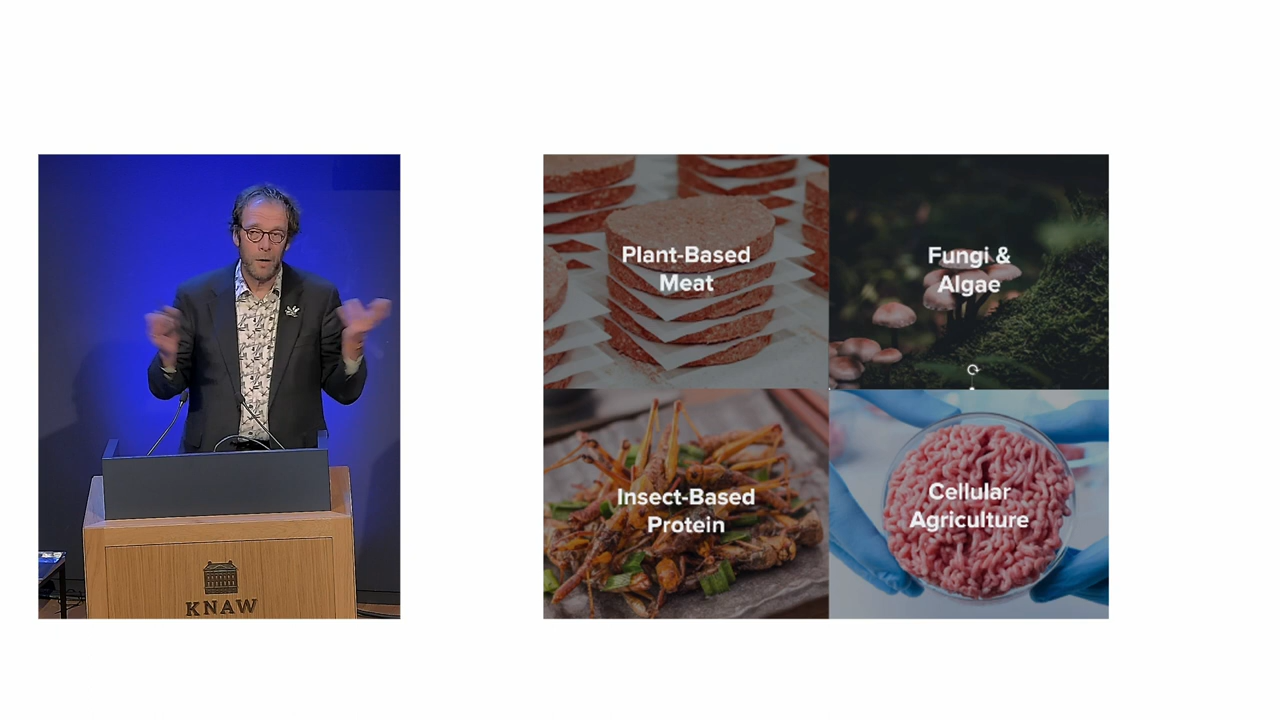 Plant-Based
Meat
Fungi &
Algae
Insect-Based
Protein
Cellular
Agriculture
KNAW